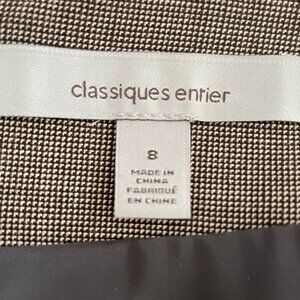 classiques entier
8
MADE IN
CHINA
FABRIQUÉ
EN CHINE